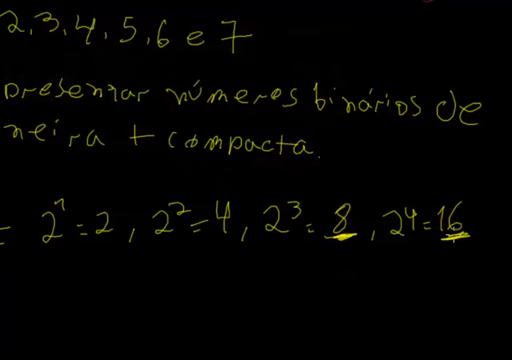 2, 3, 4, 5, 6 e 7
presentar números binários de
neira + compacta.
= 2¹ = 2, 2² = 4, 2³ = 8, 2⁴ = 16